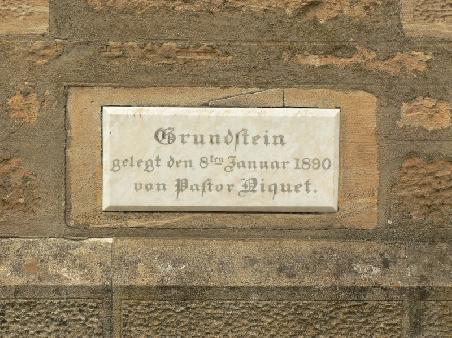 Grundſtein
gelegt den 8ten Januar 1890
von Paſtor Niquet.